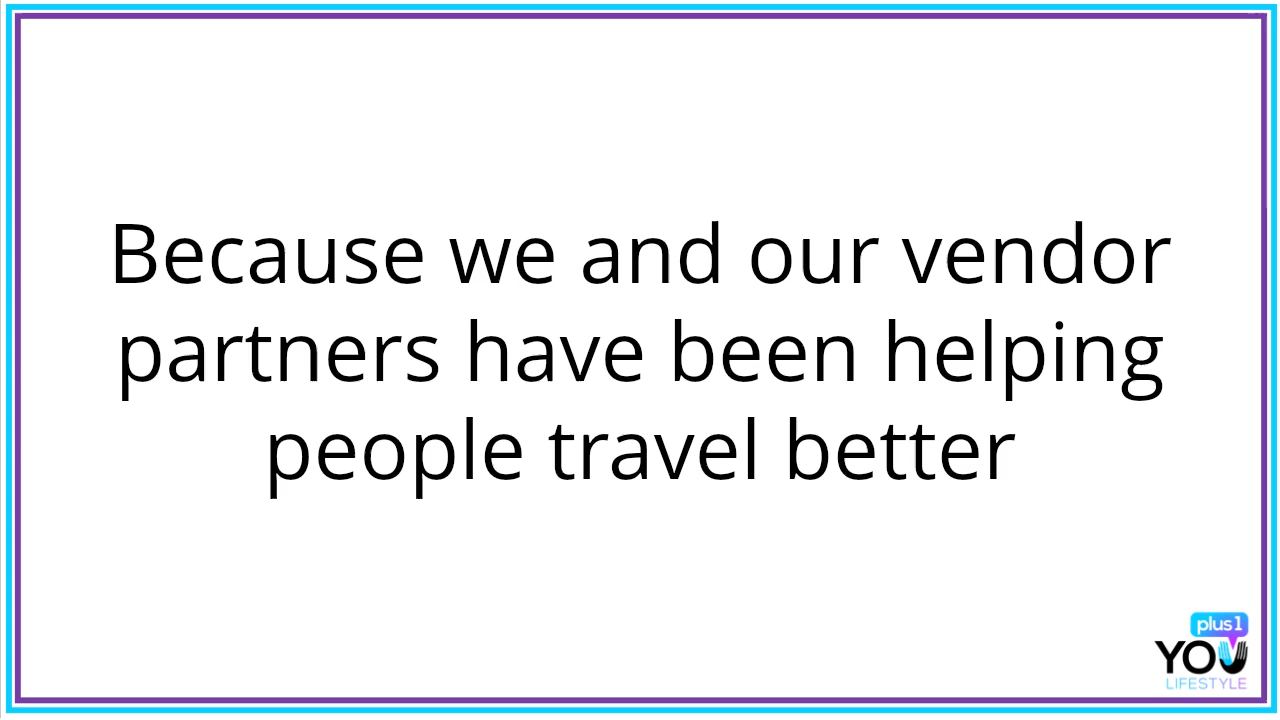 Because we and our vendor
partners have been helping
people travel better
plus1
YOU
LIFESTYLE